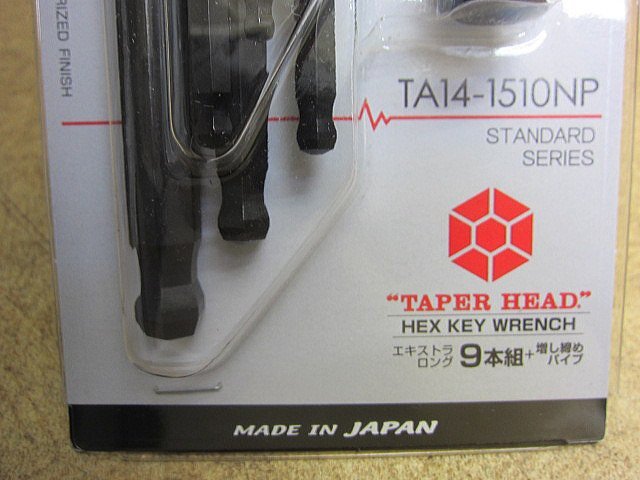 RIZED FINISH
TA14-1510NP
STANDARD
SERIES
“TAPER HEAD.”
HEX KEY WRENCH
エキストラ
ロング 9本組+増し締め
パイプ
MADE IN JAPAN